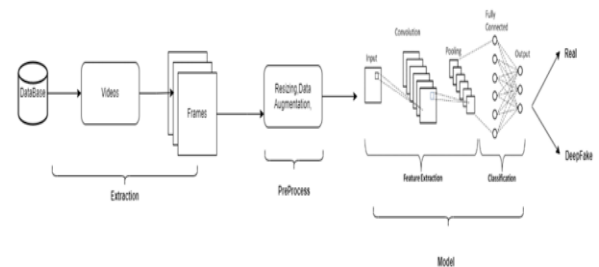 DataBase
Videos
Frames
Extraction
Resizing,Data
Augmentation,
PreProcess
Input
Convolution
Pooling
Fully
Connected
Output
Feature Extraction
Classification
Model
Real
DeepFake